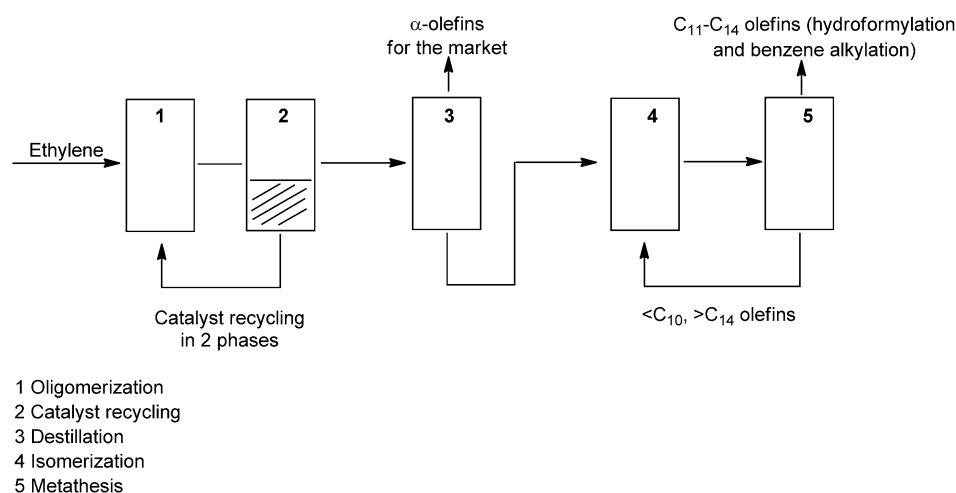 α-olefins
for the market
C₁₁-C₁₄ olefins (hydroformylation
and benzene alkylation)
1
2
3
4
5
Ethylene
Catalyst recycling
in 2 phases
<C₁₀, >C₁₄ olefins
1 Oligomerization
2 Catalyst recycling
3 Destillation
4 Isomerization
5 Metathesis